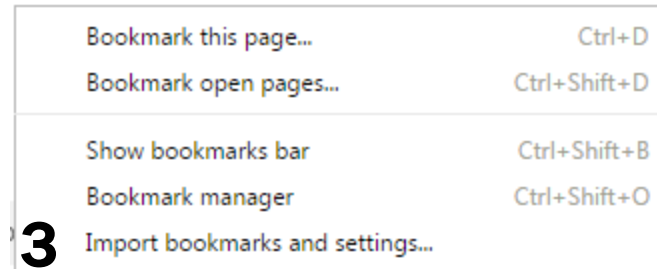 Bookmark this page... Ctrl+D
Bookmark open pages... Ctrl+Shift+D
Show bookmarks bar Ctrl+Shift+B
Bookmark manager Ctrl+Shift+O
3 Import bookmarks and settings...